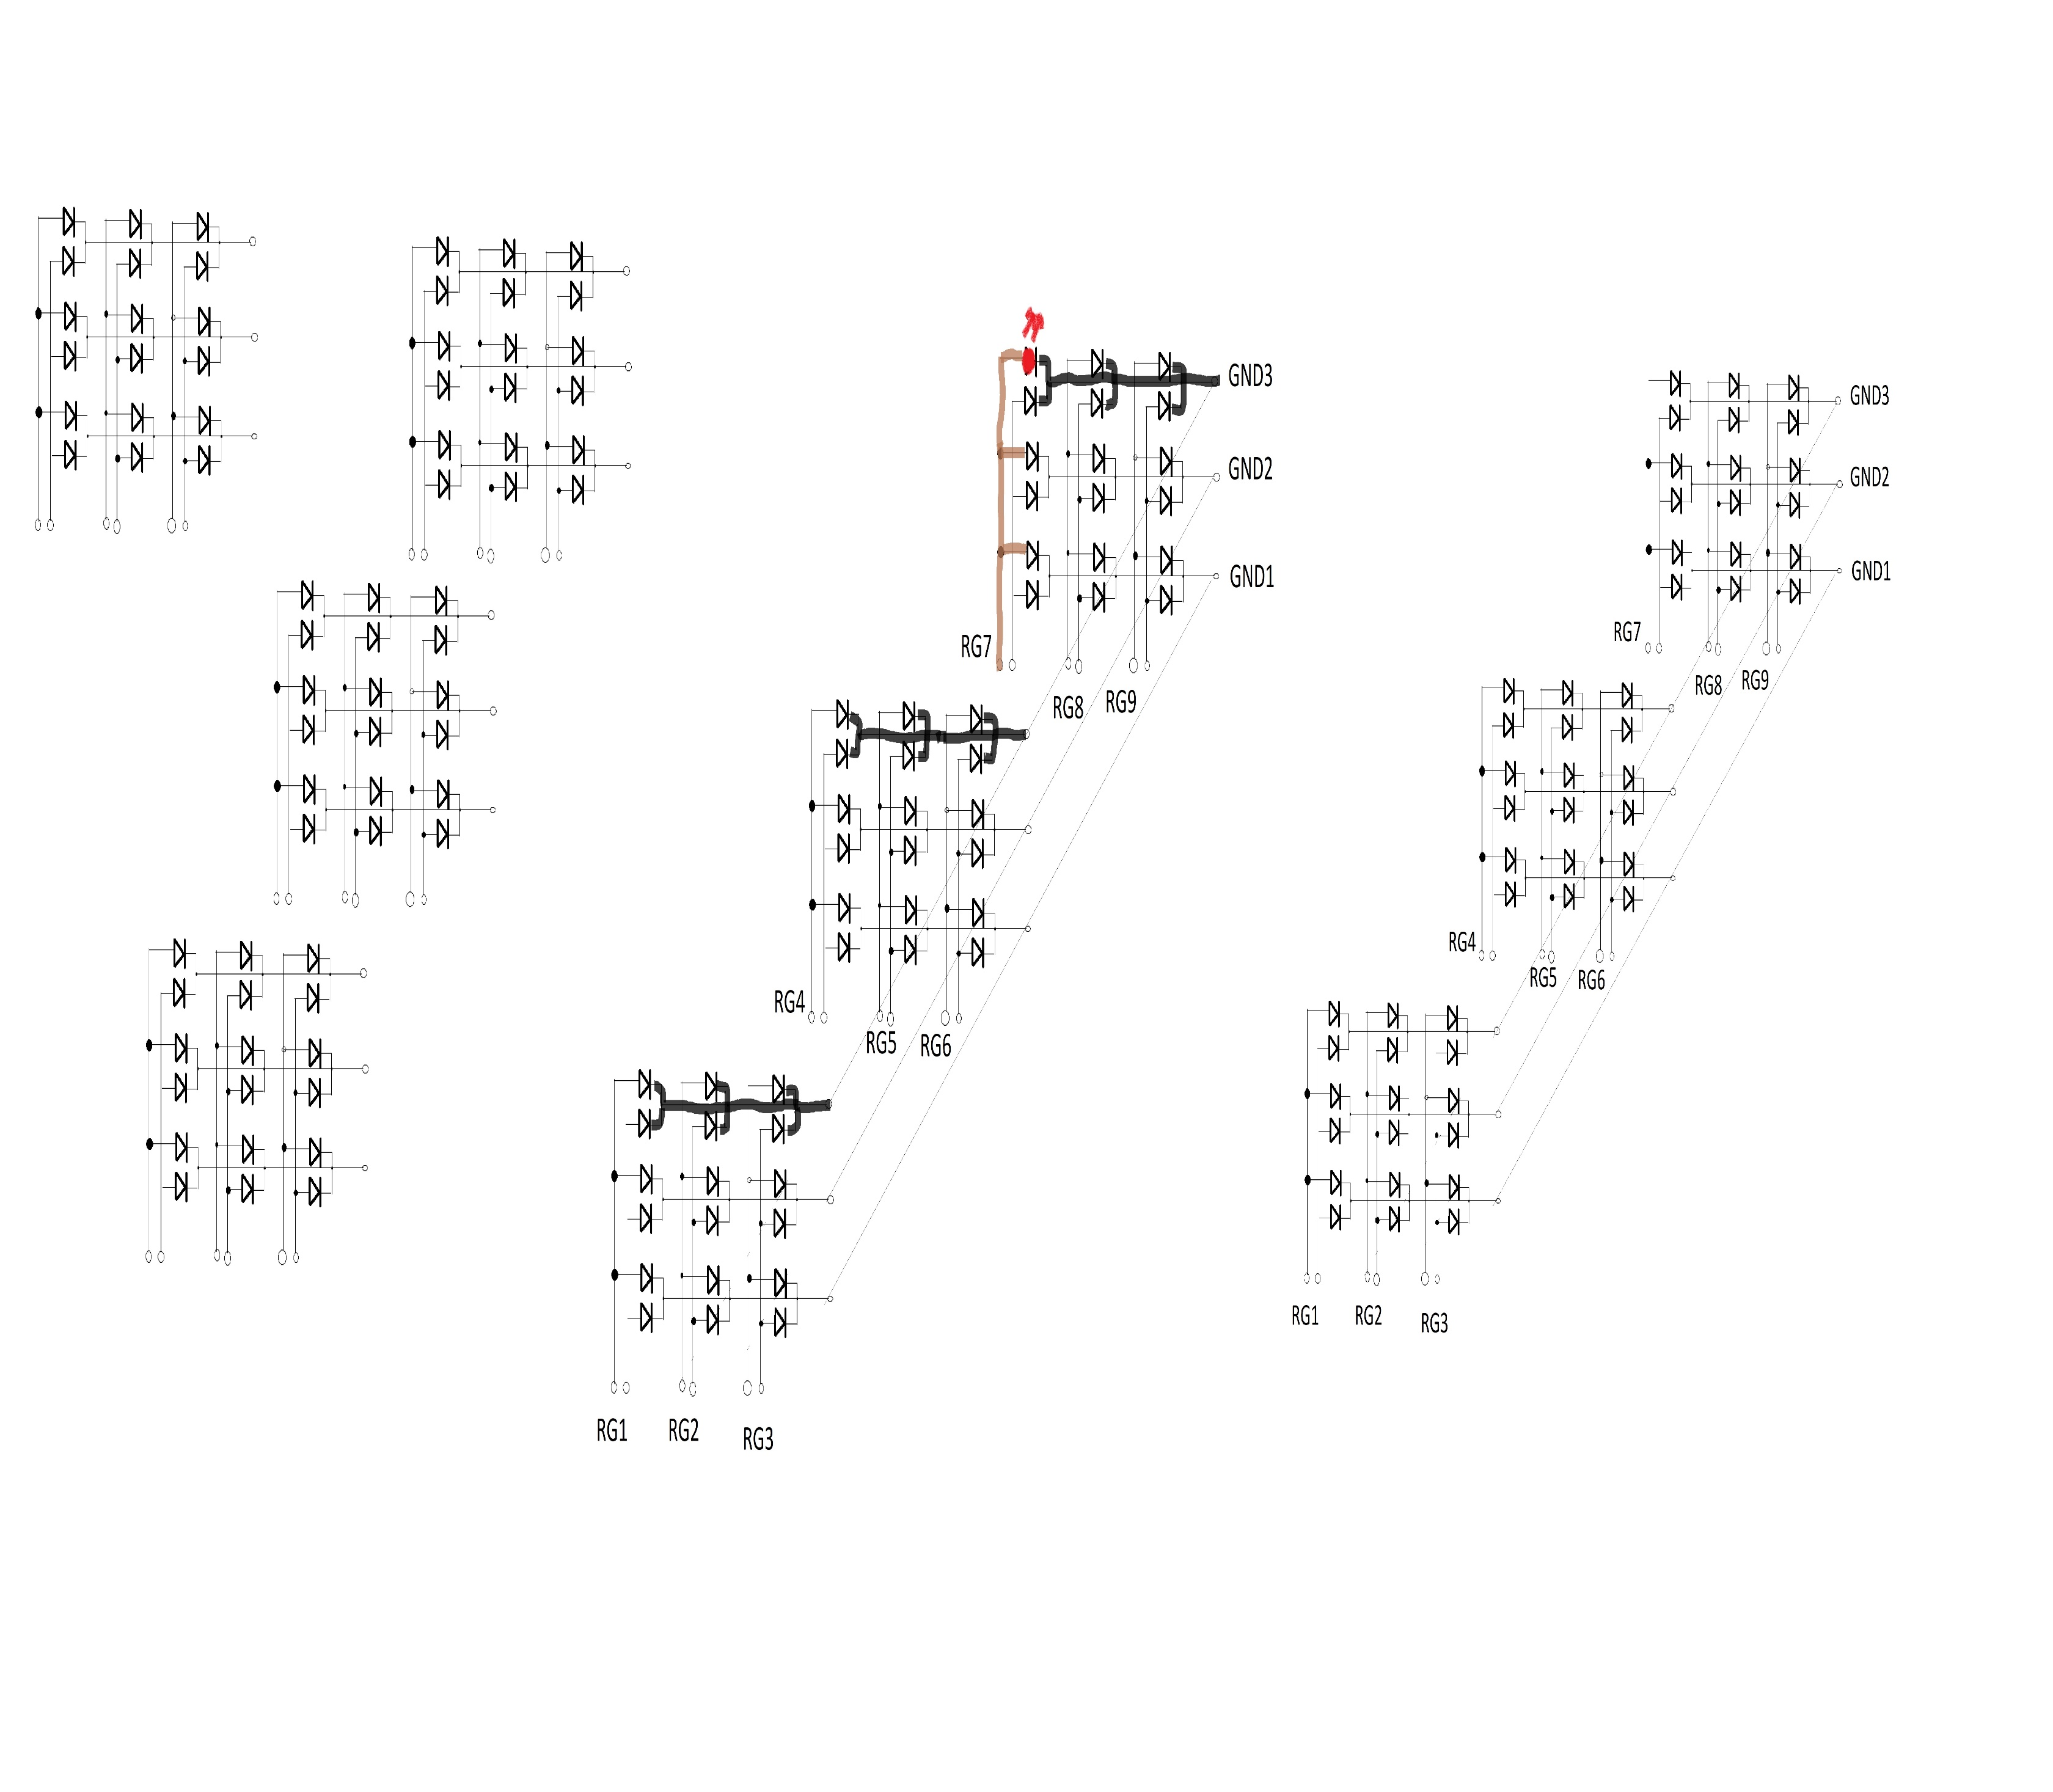 GND3
GND2
GND1
RG7
RG8
RG9
RG4
RG5
RG6
RG1
RG2
RG3
GND3
GND2
GND1
RG7
RG8
RG9
RG4
RG5
RG6
RG1
RG2
RG3